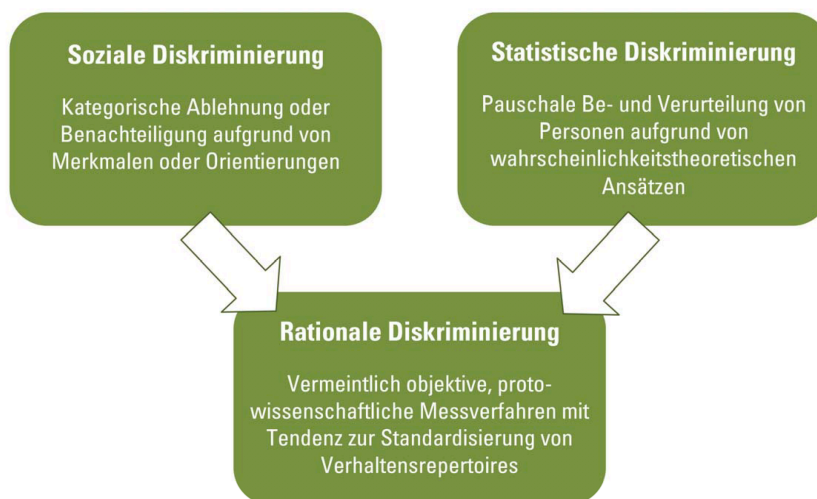 Soziale Diskriminierung
Kategorische Ablehnung oder
Benachteiligung aufgrund von
Merkmalen oder Orientierungen
Statistische Diskriminierung
Pauschale Be- und Verurteilung von
Personen aufgrund von
wahrscheinlichkeitstheoretischen
Ansätzen
Rationale Diskriminierung
Vermeintlich objektive, proto-
wissenschaftliche Messverfahren mit
Tendenz zur Standardisierung von
Verhaltensrepertoires